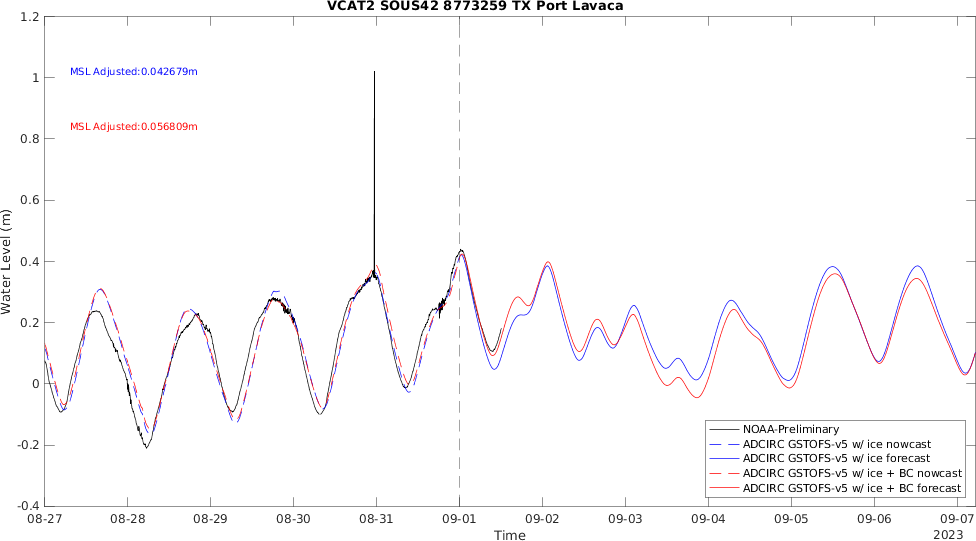 VCAT2 SOUS42 8773259 TX Port Lavaca
1.2
1
0.8
0.6
0.4
0.2
0
-0.2
-0.4
Water Level (m)
MSL Adjusted:0.042679m
MSL Adjusted:0.056809m
NOAA-Preliminary
ADCIRC GSTOFS-v5 w/ ice nowcast
ADCIRC GSTOFS-v5 w/ ice forecast
ADCIRC GSTOFS-v5 w/ ice + BC nowcast
ADCIRC GSTOFS-v5 w/ ice + BC forecast
08-27 08-28 08-29 08-30 08-31 09-01 09-02 09-03 09-04 09-05 09-06 09-07
Time
2023